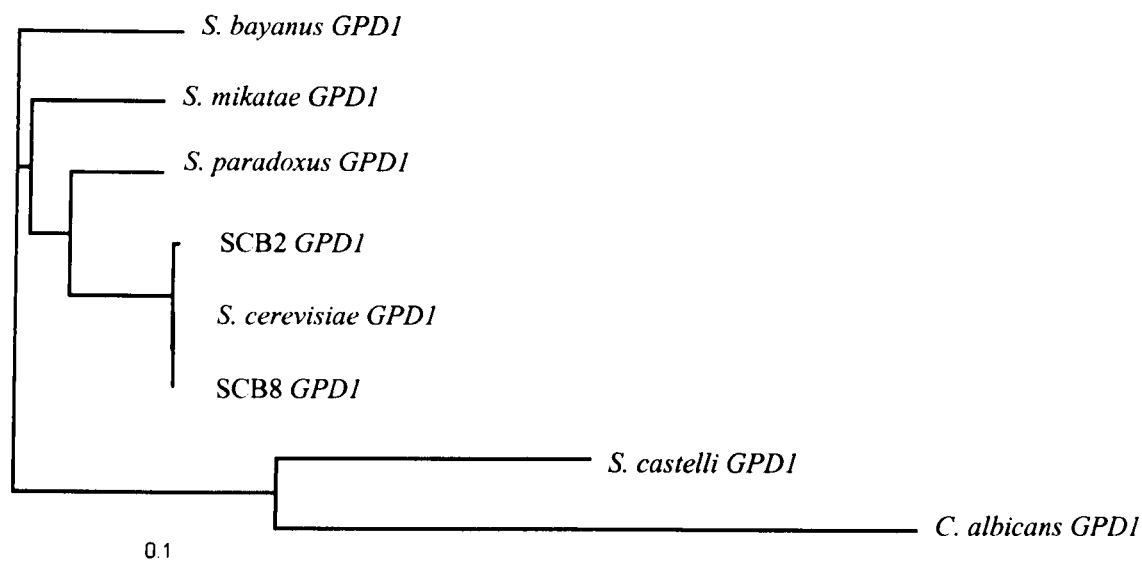 S. bayanus GPD1
S. mikatae GPD1
S. paradoxus GPD1
SCB2 GPD1
S. cerevisiae GPD1
SCB8 GPD1
S. castelli GPD1
C. albicans GPD1
0.1